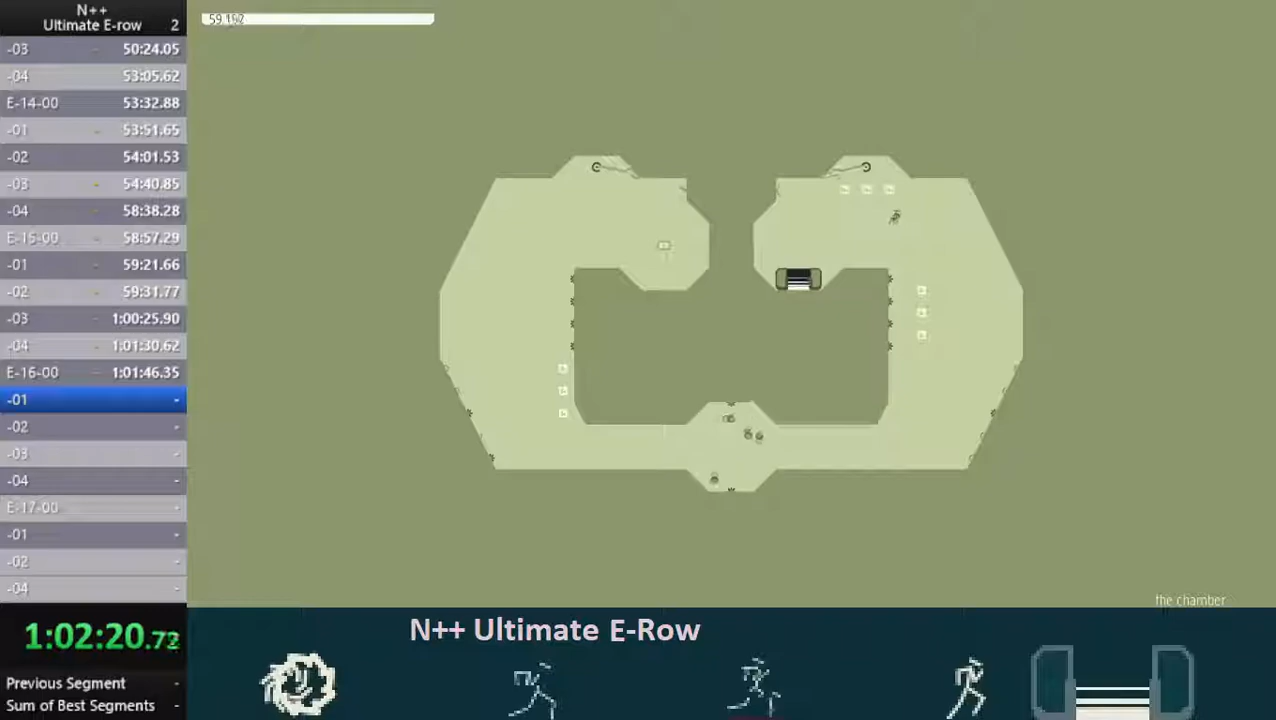 N++
Ultimate E-row 2
-03 - 50:24.05
-04 53:05.62
E-14-00 53:32.88
-01 - 53:51.65
-02 - 54:01.53
-03 - 54:40.85
-04 - 58:38.28
E-15-00 - 58:57.29
-01 - 59:21.66
-02 - 59:31.77
-03 - 1:00:25.90
-04 - 1:01:30.62
E-16-00 - 1:01:46.35
-01 -
-02 -
-03 -
-04 -
E-17-00 -
-01 -
-02 -
-04 -
1:02:20.72
Previous Segment -
Sum of Best Segments -
the chamber
N++ Ultimate E-Row